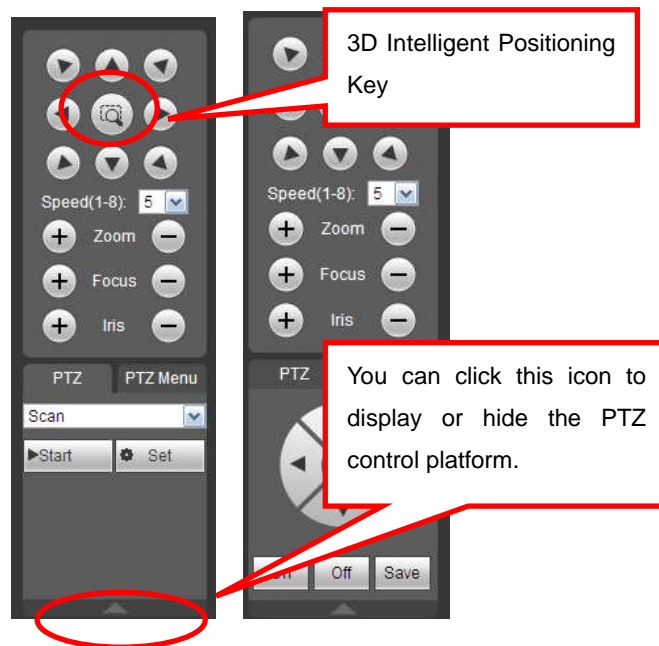 3D Intelligent Positioning
Key
Speed(1-8): 5
Zoom
Focus
Iris
PTZ PTZ Menu
Scan
Start Set
Speed(1-8): 5
Zoom
Focus
Iris
PTZ
You can click this icon to
display or hide the PTZ
control platform.
Off Save